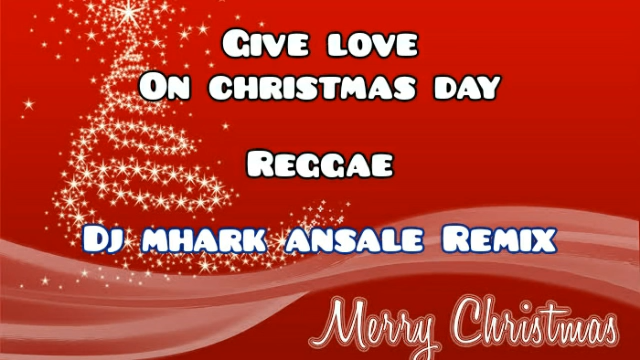 Give love
On christmas day
Reggae
Dj mhark ansale Remix
Merry Christmas